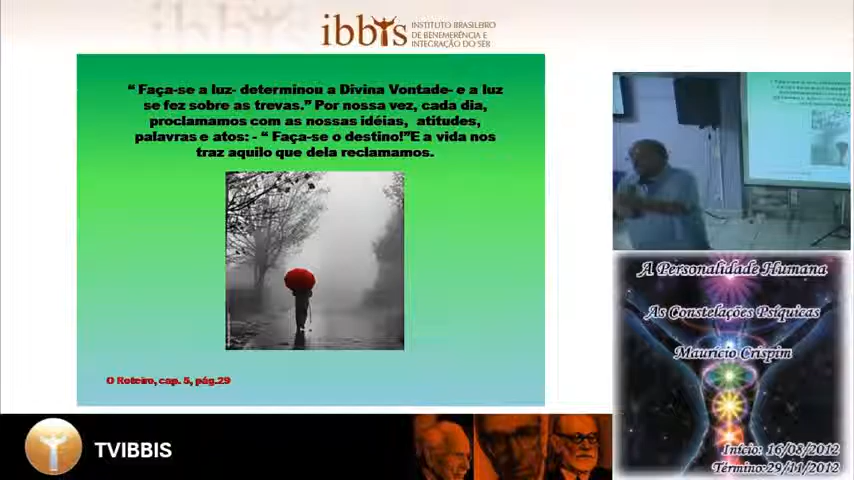 ibbis
INSTITUTO BRASILEIRO
DE BENEMERÊNCIA E
INTEGRAÇÃO DO SER
“ Faça-se a luz- determinou a Divina Vontade- e a luz
se fez sobre as trevas.” Por nossa vez, cada dia,
proclamamos com as nossas idéias, atitudes,
palavras e atos: - “ Faça-se o destino!”E a vida nos
traz aquilo que dela reclamamos.
O Roteiro, cap. 5, pág.29
A Personalidade Humana
As Constelações Psíquicas
Maurício Crispim
Início: 16/08/2012
Término:29/11/2012
TVIBBIS